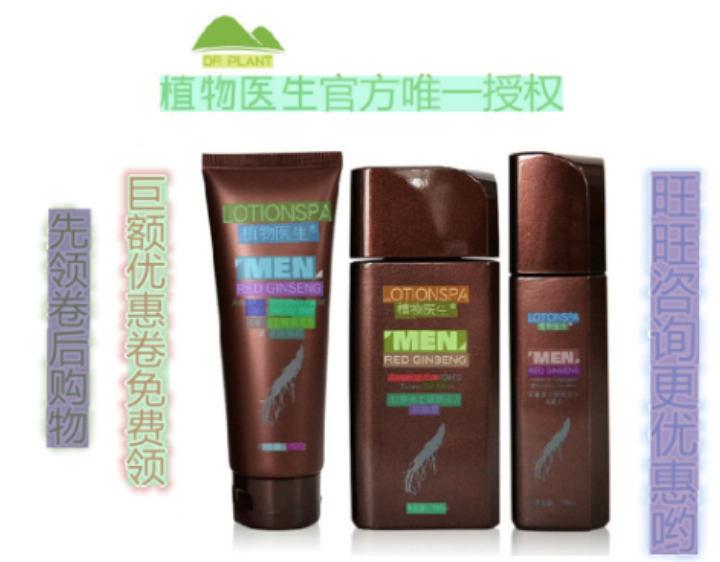 DR PLANT
植物医生官方唯一授权
先领卷后购物
巨额优惠卷免费领
LOTIONSPA
植物医生®
MEN
RED GINSENG
LOTIONSPA
植物医生®
MEN
RED GINSENG
LOTIONSPA
植物医生®
MEN
RED GINSENG
旺旺咨询更优惠哟